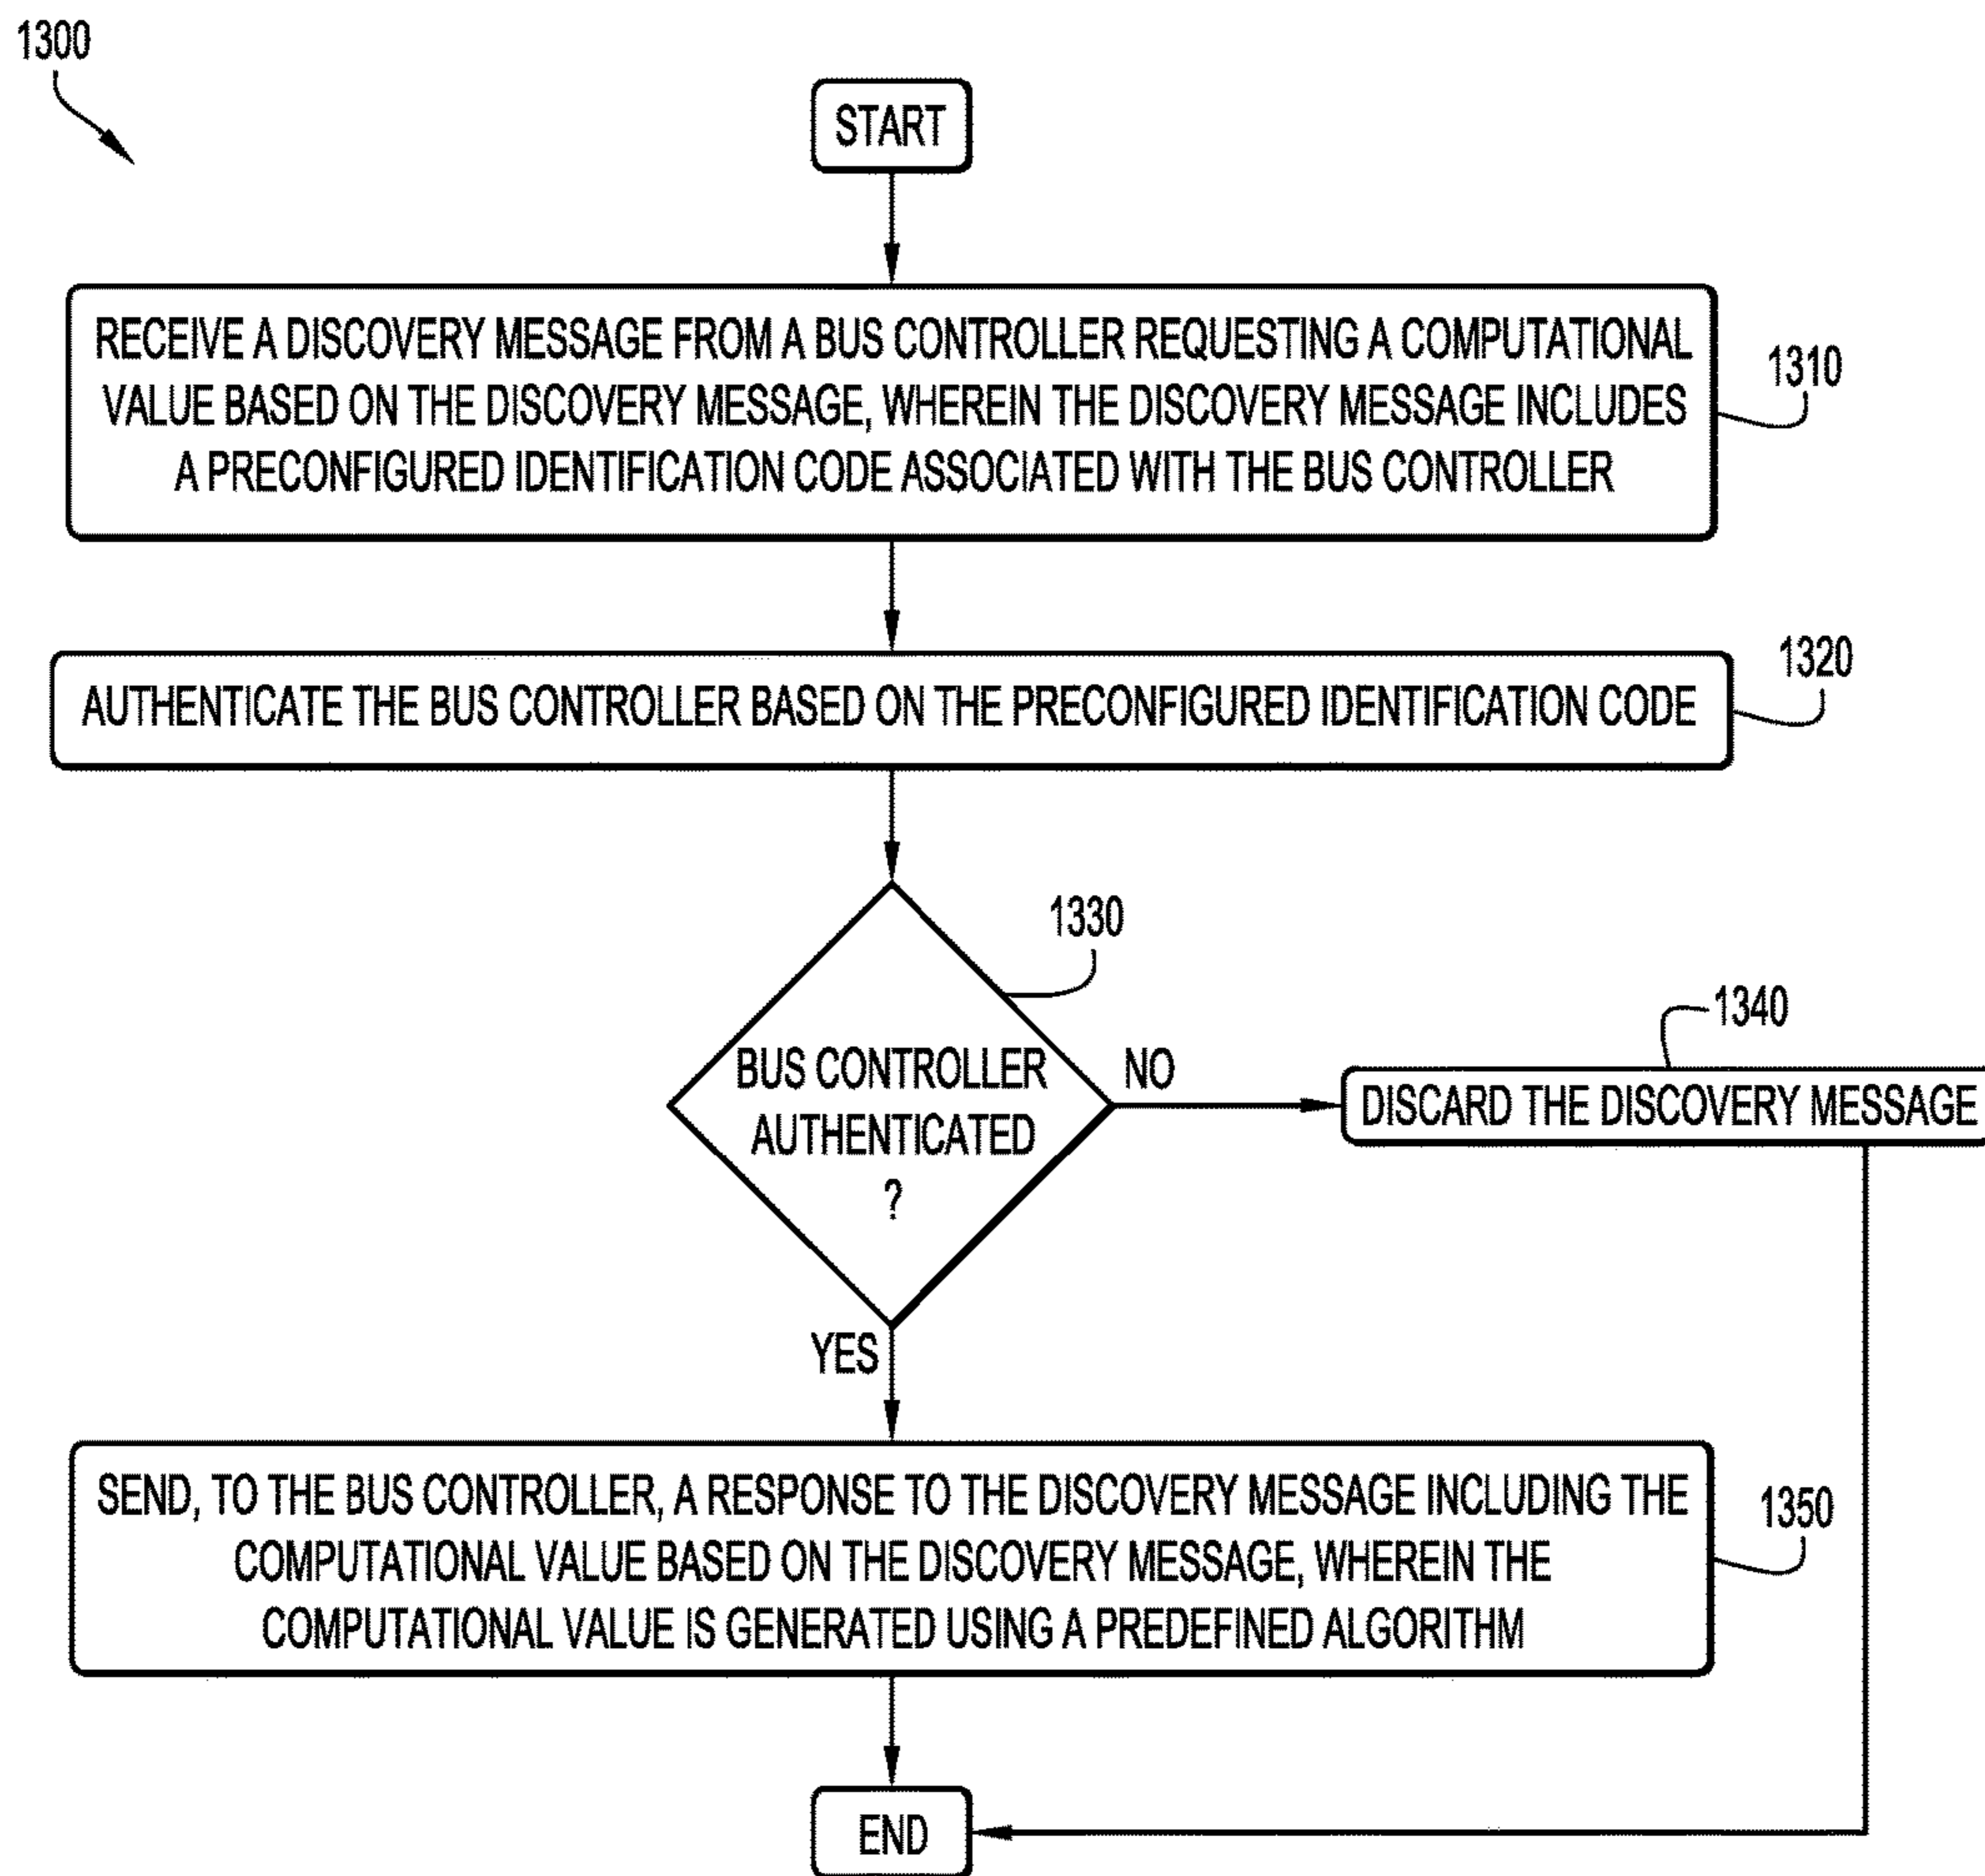 1300
START
RECEIVE A DISCOVERY MESSAGE FROM A BUS CONTROLLER REQUESTING A COMPUTATIONAL
VALUE BASED ON THE DISCOVERY MESSAGE, WHEREIN THE DISCOVERY MESSAGE INCLUDES
A PRECONFIGURED IDENTIFICATION CODE ASSOCIATED WITH THE BUS CONTROLLER
1310
AUTHENTICATE THE BUS CONTROLLER BASED ON THE PRECONFIGURED IDENTIFICATION CODE
1320
1330
BUS CONTROLLER
AUTHENTICATED
?
NO
1340
DISCARD THE DISCOVERY MESSAGE
YES
SEND, TO THE BUS CONTROLLER, A RESPONSE TO THE DISCOVERY MESSAGE INCLUDING THE
COMPUTATIONAL VALUE BASED ON THE DISCOVERY MESSAGE, WHEREIN THE
COMPUTATIONAL VALUE IS GENERATED USING A PREDEFINED ALGORITHM
1350
END